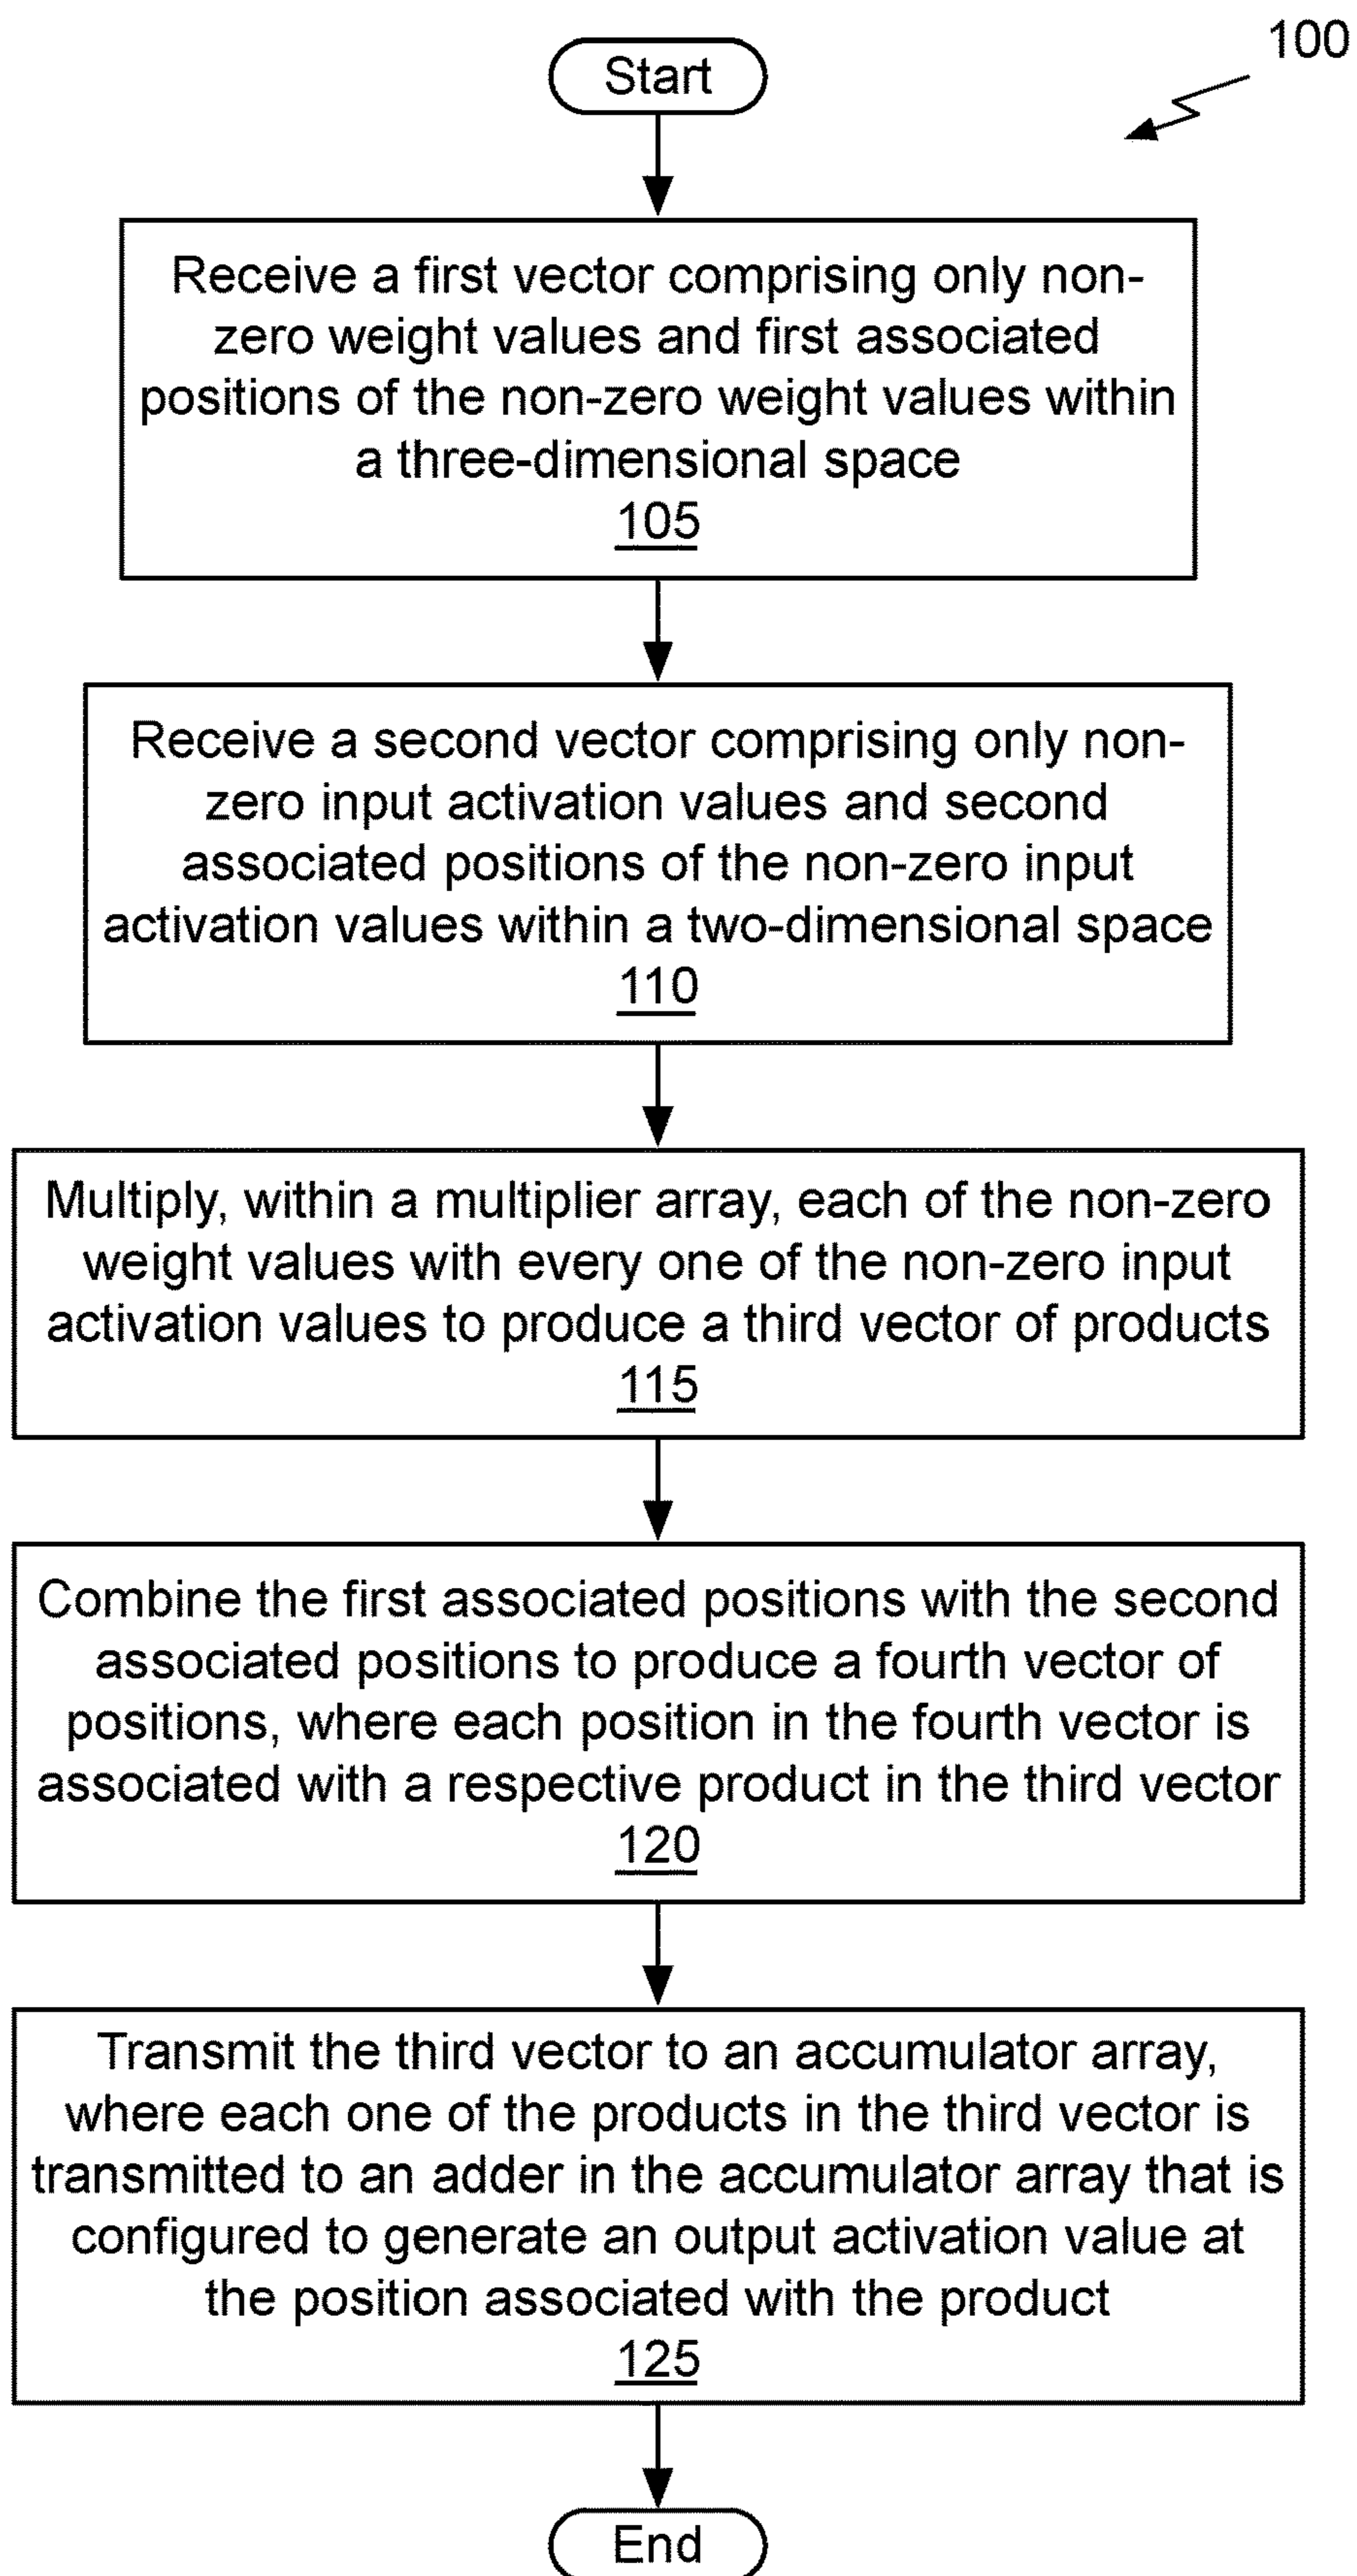 100
Start
Receive a first vector comprising only non-
zero weight values and first associated
positions of the non-zero weight values within
a three-dimensional space
105
Receive a second vector comprising only non-
zero input activation values and second
associated positions of the non-zero input
activation values within a two-dimensional space
110
Multiply, within a multiplier array, each of the non-zero
weight values with every one of the non-zero input
activation values to produce a third vector of products
115
Combine the first associated positions with the second
associated positions to produce a fourth vector of
positions, where each position in the fourth vector is
associated with a respective product in the third vector
120
Transmit the third vector to an accumulator array,
where each one of the products in the third vector is
transmitted to an adder in the accumulator array that is
configured to generate an output activation value at
the position associated with the product
125
End